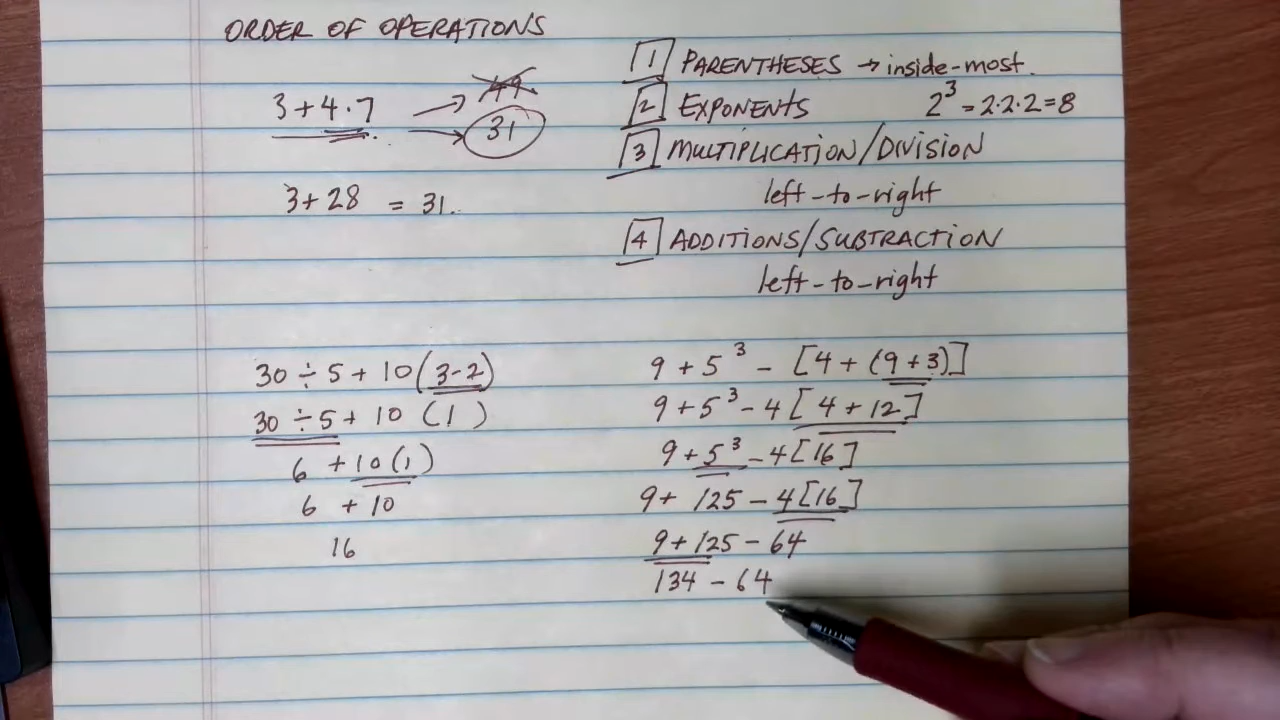 ORDER OF OPERATIONS
3 + 4 · 7 → 49
→ 31
3 + 28 = 31.
1 PARENTHESES → inside-most.
2 EXPONENTS 2³ = 2·2·2 = 8
3 MULTIPLICATION/DIVISION
left-to-right
4 ADDITIONS/SUBTRACTION
left-to-right
30 ÷ 5 + 10 (3-2)
30 ÷ 5 + 10 (1)
6 + 10(1)
6 + 10
16
9 + 5³ - [4 + (9 + 3)]
9 + 5³ - 4 [4 + 12]
9 + 5³ - 4[16]
9 + 125 - 4[16]
9 + 125 - 64
134 - 64